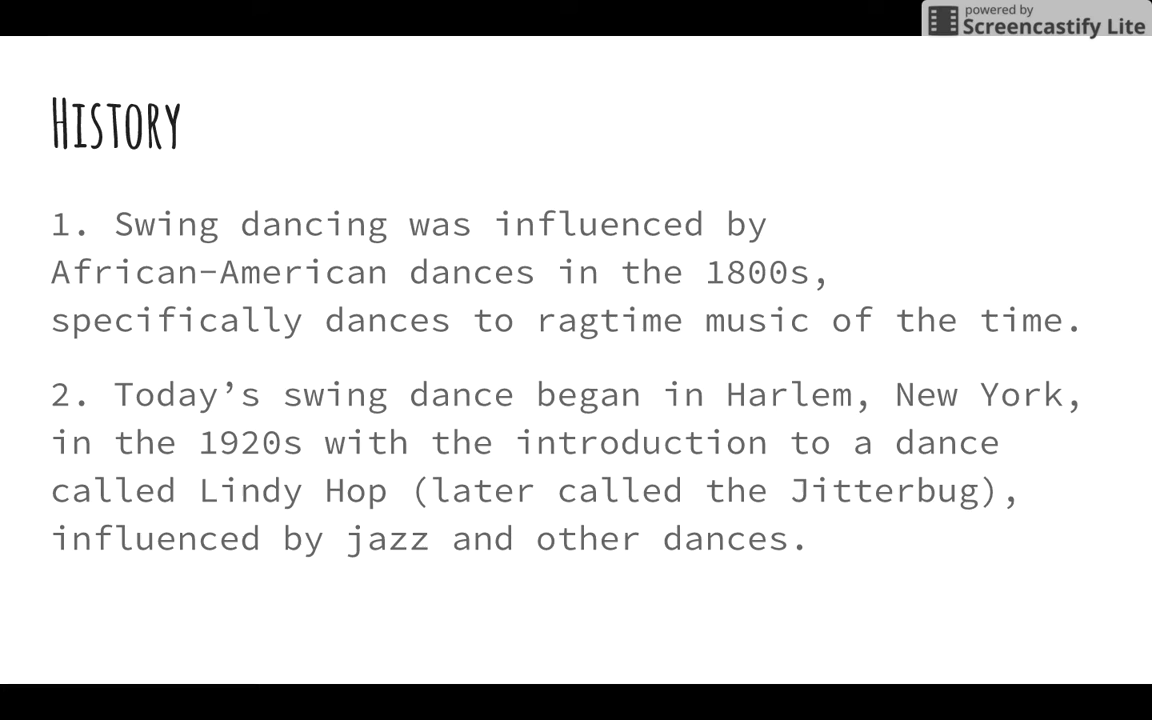 powered by
Screencastify Lite
History
1. Swing dancing was influenced by
African-American dances in the 1800s,
specifically dances to ragtime music of the time.
2. Today’s swing dance began in Harlem, New York,
in the 1920s with the introduction to a dance
called Lindy Hop (later called the Jitterbug),
influenced by jazz and other dances.